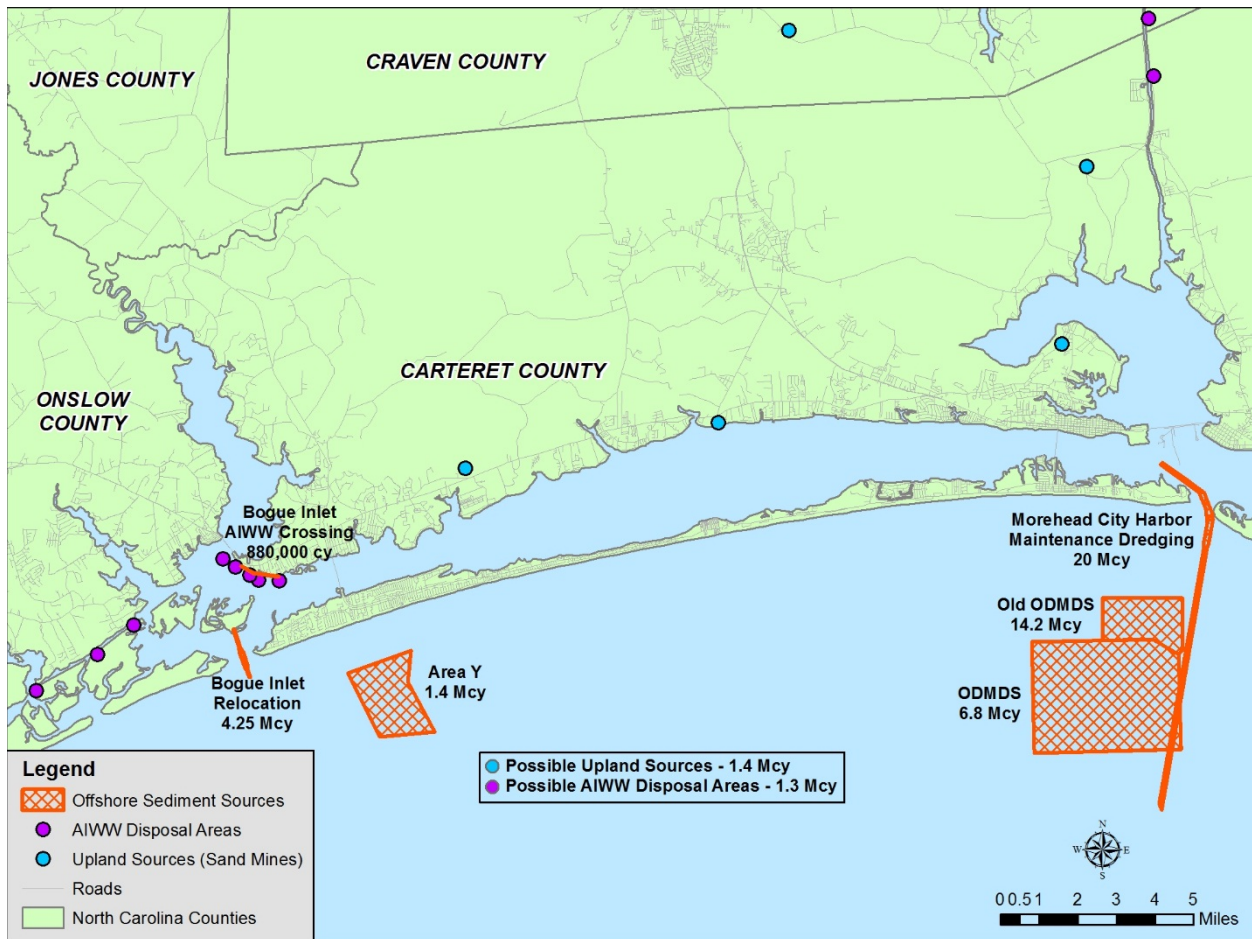 CRAVEN COUNTY
JONES COUNTY
CARTERET COUNTY
ONSLOW
COUNTY
Bogue Inlet
AIWW Crossing
880,000 cy
Morehead City Harbor
Maintenance Dredging
20 Mcy
Old ODMDS
14.2 Mcy
ODMDS
6.8 Mcy
Area Y
1.4 Mcy
Bogue Inlet
Relocation
4.25 Mcy
Possible Upland Sources - 1.4 Mcy
Possible AIWW Disposal Areas - 1.3 Mcy
Legend
Offshore Sediment Sources
AIWW Disposal Areas
Upland Sources (Sand Mines)
Roads
North Carolina Counties
N
W E
S
0 0.5 1 2 3 4 5
Miles